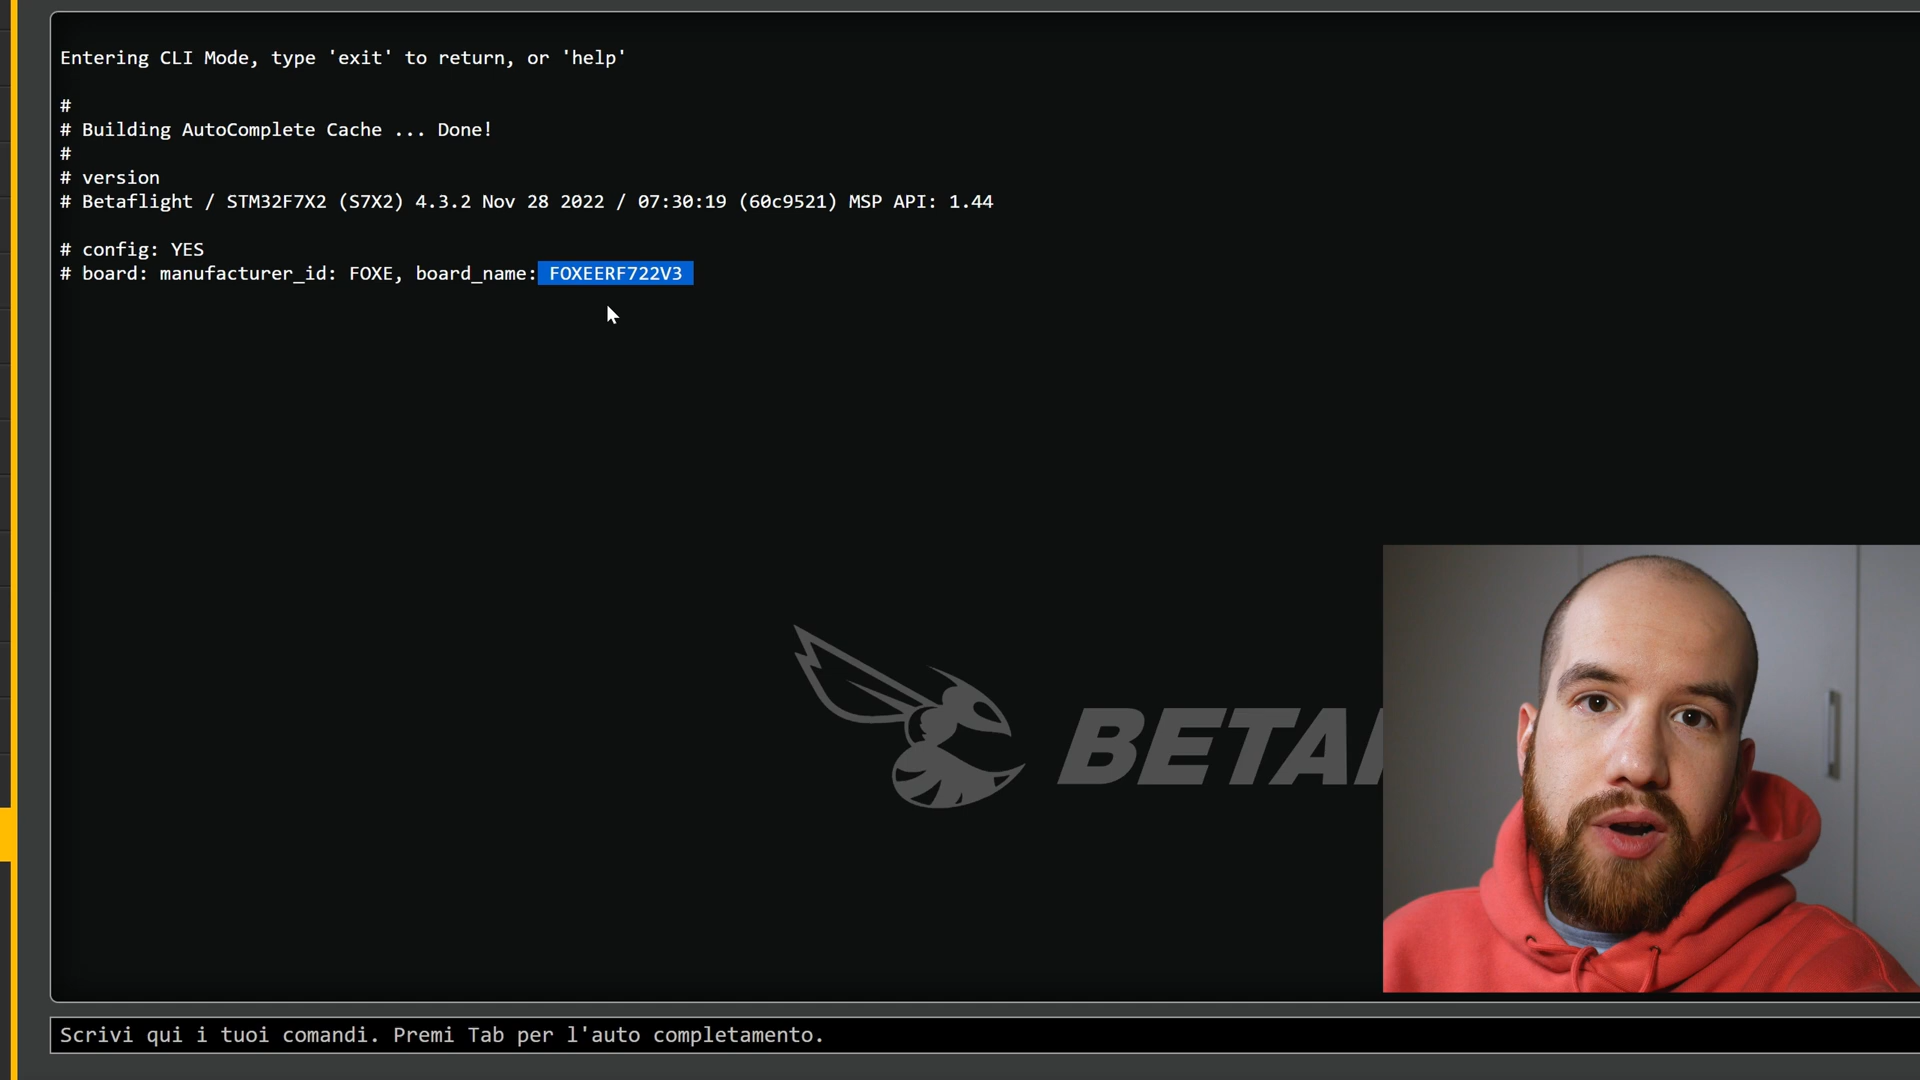 Entering CLI Mode, type 'exit' to return, or 'help'
#
# Building AutoComplete Cache ... Done!
#
# version
# Betaflight / STM32F7X2 (S7X2) 4.3.2 Nov 28 2022 / 07:30:19 (60c9521) MSP API: 1.44
# config: YES
# board: manufacturer_id: FOXE, board_name: FOXEERF722V3
BETA
Scrivi qui i tuoi comandi. Premi Tab per l'auto completamento.